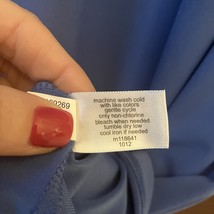 machine wash cold
with like colors
gentle cycle
only non-chlorine
bleach when needed
tumble dry low
cool iron if needed
m118641
1012